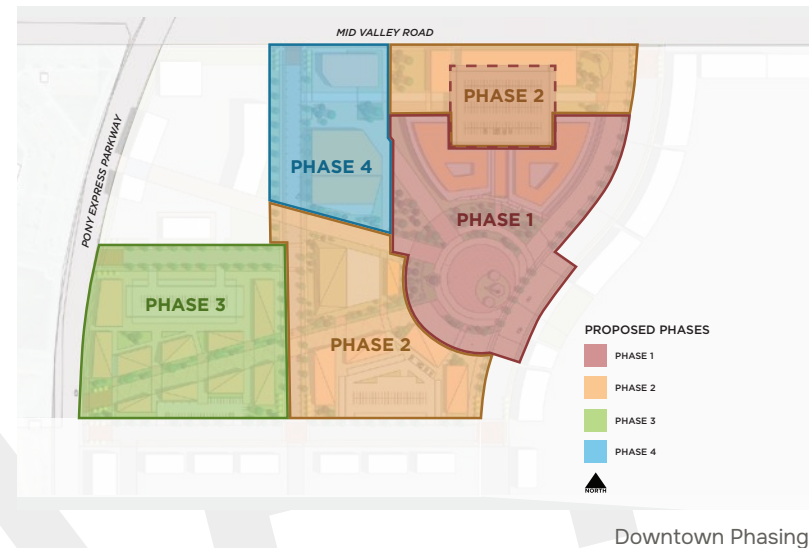 MID VALLEY ROAD
PONY EXPRESS PARKWAY
PHASE 2
PHASE 4
PHASE 1
PHASE 3
PHASE 2
PROPOSED PHASES
PHASE 1
PHASE 2
PHASE 3
PHASE 4
NORTH
Downtown Phasing